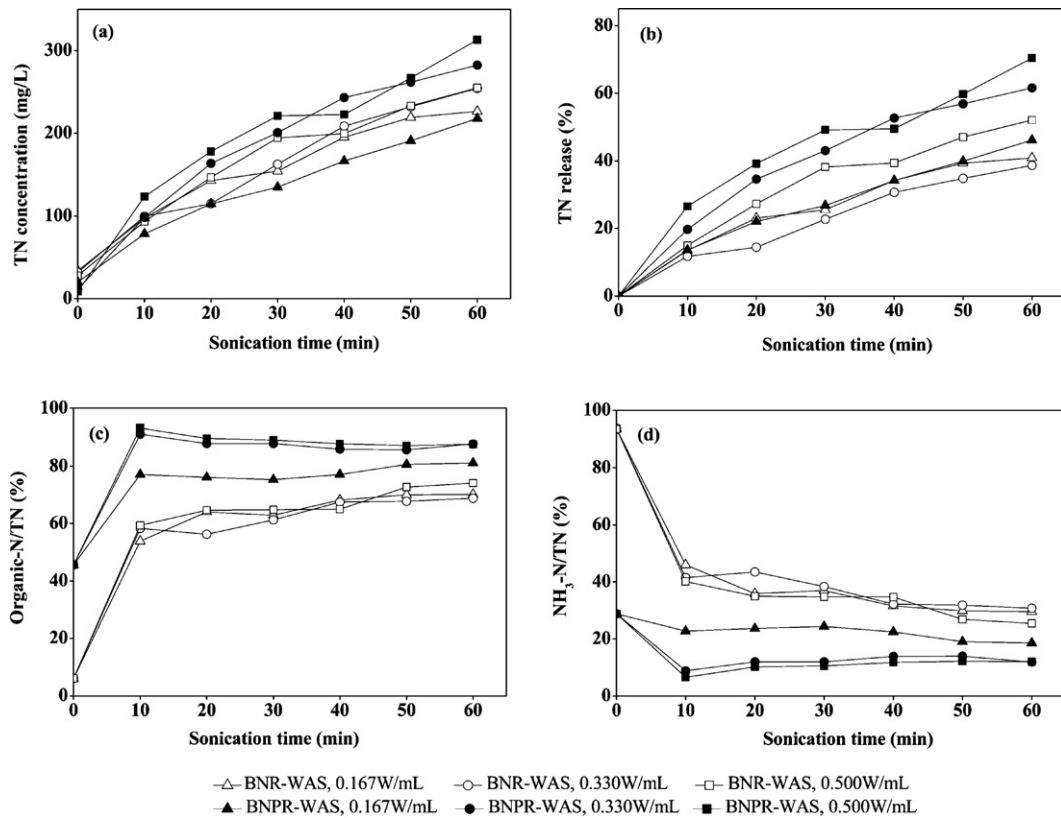 (a)
TN concentration (mg/L)
300
200
100
0
0 10 20 30 40 50 60
Sonication time (min)
(b)
TN release (%)
80
60
40
20
0
0 10 20 30 40 50 60
Sonication time (min)
(c)
Organic-N/TN (%)
100
80
60
40
20
0
0 10 20 30 40 50 60
Sonication time (min)
(d)
NH₃-N/TN (%)
100
80
60
40
20
0
0 10 20 30 40 50 60
Sonication time (min)
BNR-WAS, 0.167W/mL BNR-WAS, 0.330W/mL BNR-WAS, 0.500W/mL
BNPR-WAS, 0.167W/mL BNPR-WAS, 0.330W/mL BNPR-WAS, 0.500W/mL